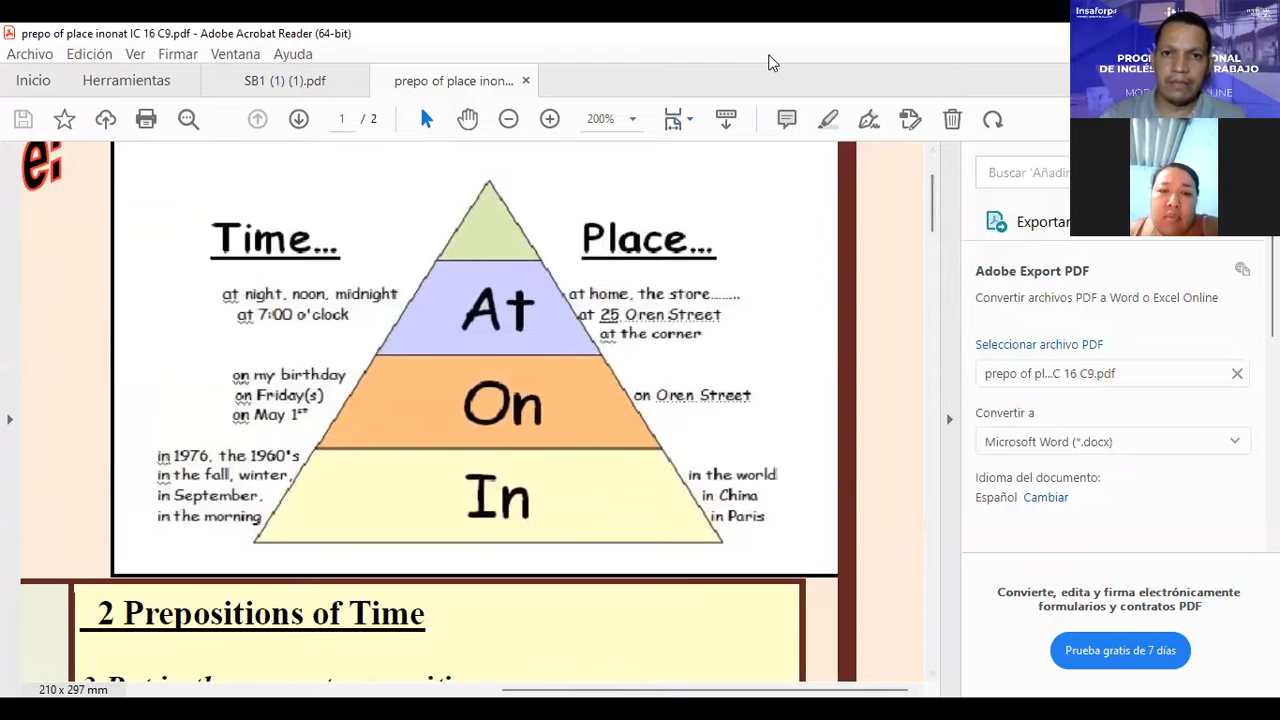 prepo of place inonat IC 16 C9.pdf - Adobe Acrobat Reader (64-bit)
Archivo Edición Ver Firmar Ventana Ayuda
Inicio Herramientas SB1 (1) (1).pdf prepo of place inon... ×
1 / 2 200%
e:
Time...
Place...
at night, noon, midnight
at 7:00 o'clock
At
at home, the store........
at 25 Oren Street
at the corner
on my birthday
on Friday(s)
on May 1st
On
on Oren Street
in 1976, the 1960's
in the fall, winter,
in September,
in the morning
In
in the world
in China
in Paris
2 Prepositions of Time
210 x 297 mm
Insaforp
DE INGLÉS
BAJO
Buscar 'Añadi
Exportar
Adobe Export PDF
Convertir archivos PDF a Word o Excel Online
Seleccionar archivo PDF
prepo of pl...C 16 C9.pdf
Convertir a
Microsoft Word (*.docx)
Idioma del documento:
Español Cambiar
Convierte, edita y firma electrónicamente
formularios y contratos PDF
Prueba gratis de 7 días